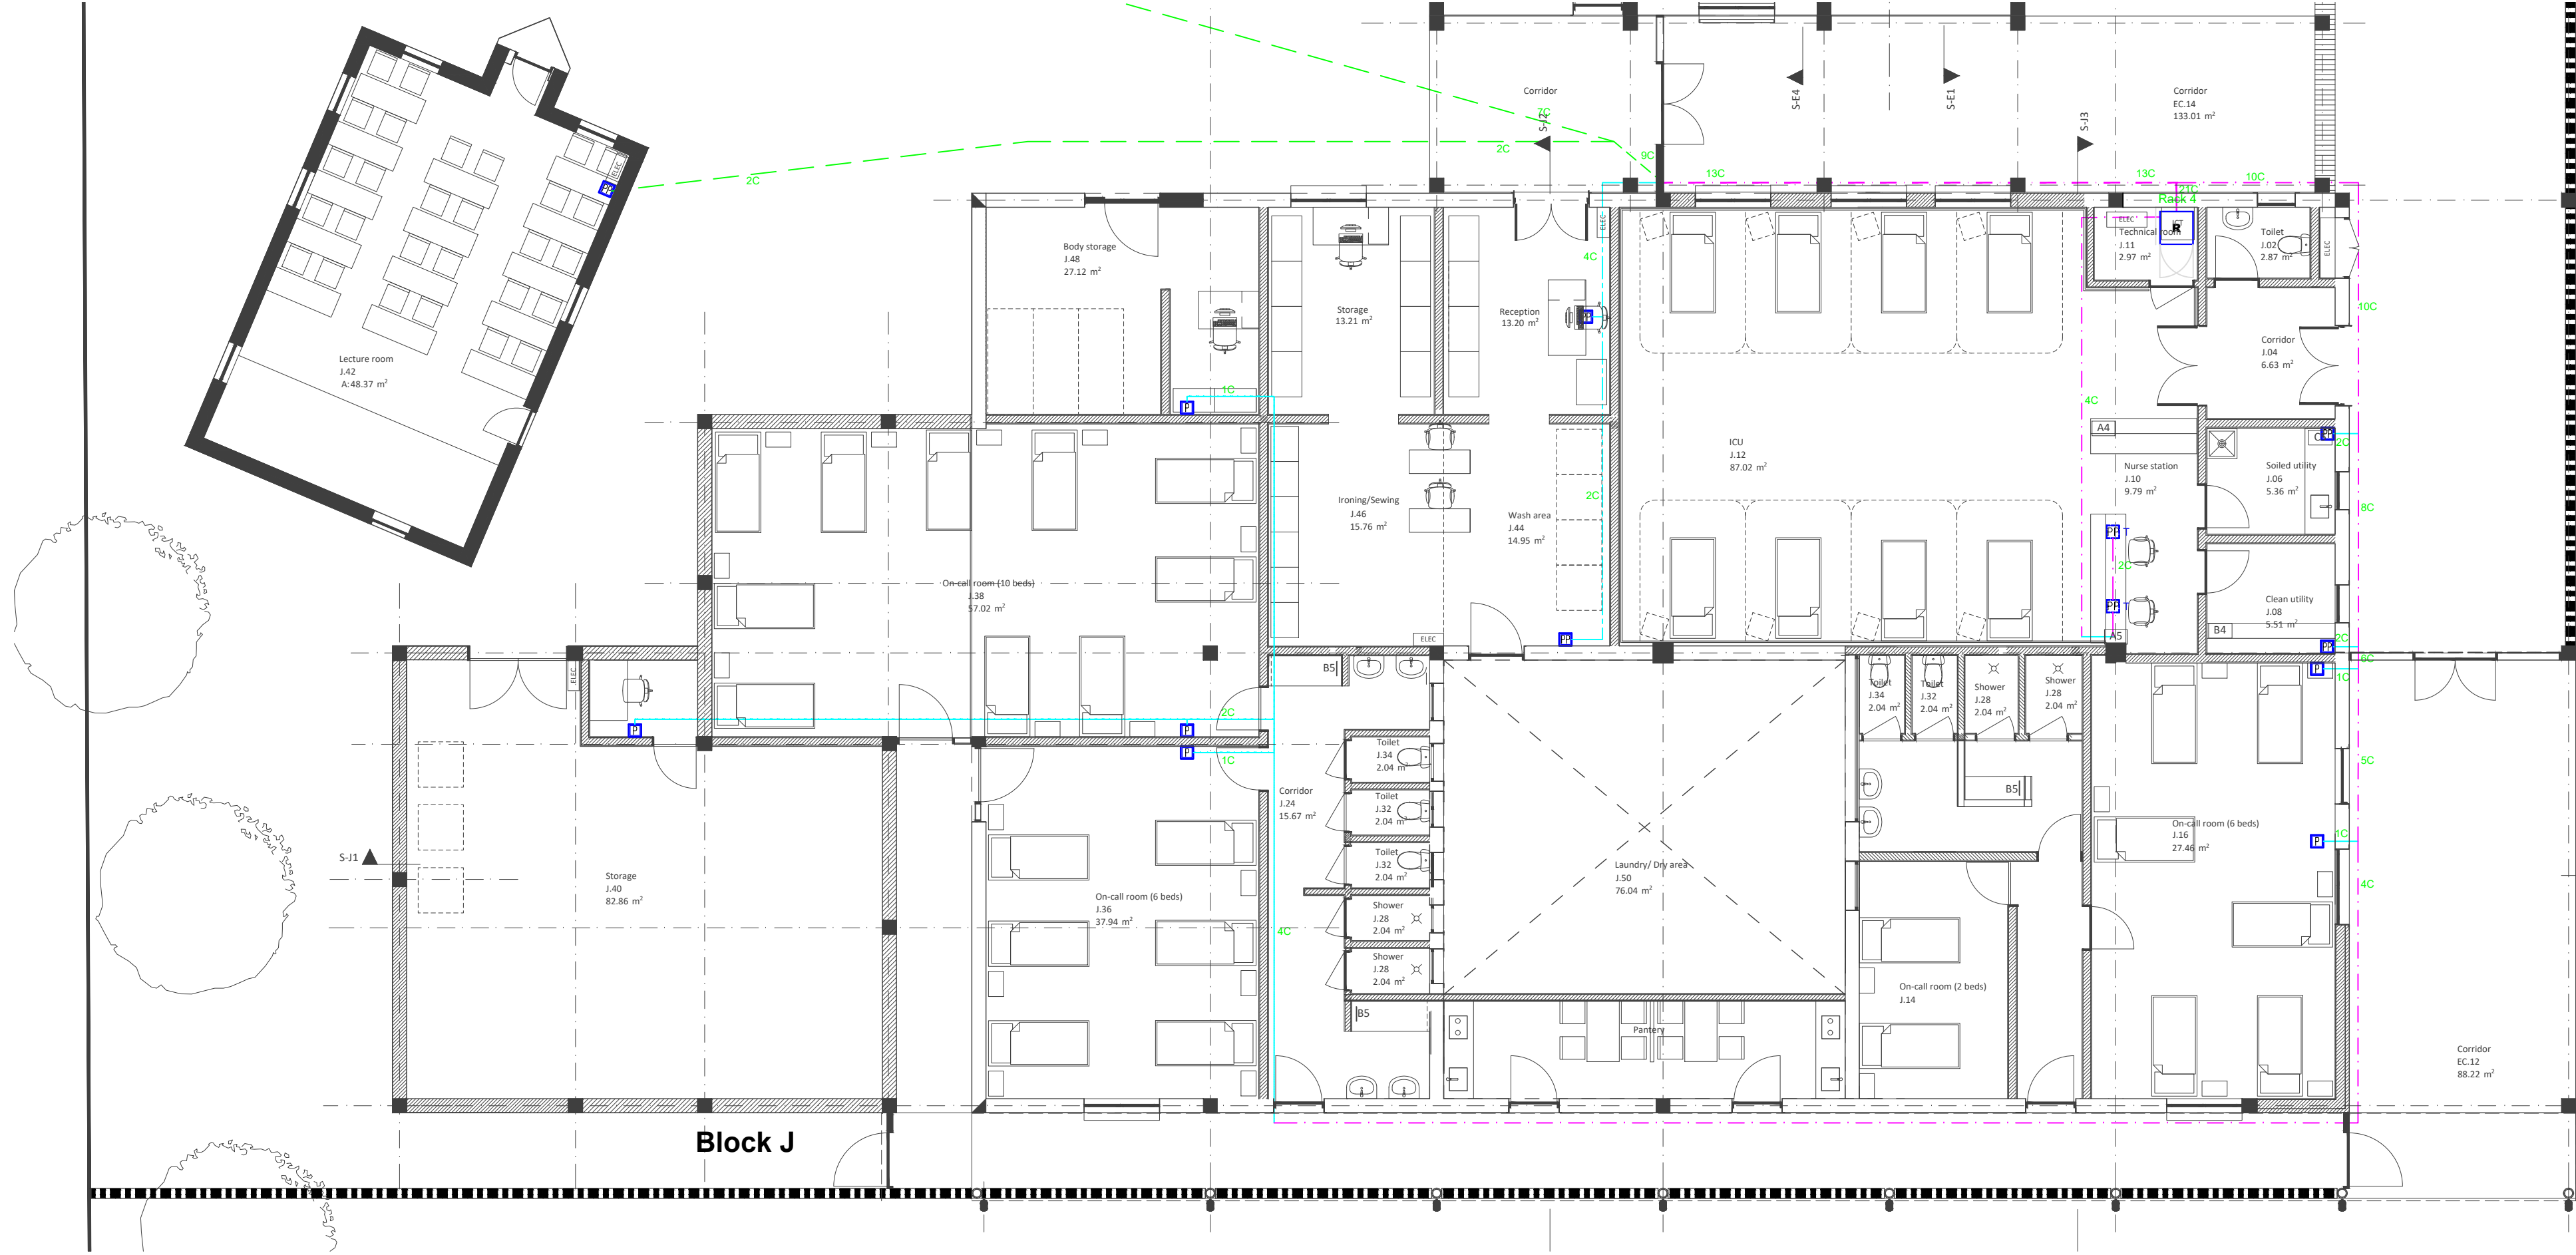 Corridor
7C
S-J2
2C
9C
2C
S-E4
S-E1
S-J3
Corridor
EC.14
133.01 m²
13C
13C
10C
21C
Rack 4
ELEC
ELEC
ICT
R
Technical room
J.11
2.97 m²
Toilet
J.02
2.87 m²
ELEC
ELEC
Body storage
J.48
27.12 m²
Storage
13.21 m²
Reception
13.20 m²
4C
P
Lecture room
J.42
A:48.37 m²
10C
Corridor
J.04
6.63 m²
1C
P
4C
A4
ICU
J.12
87.02 m²
Nurse station
J.10
9.79 m²
Soiled utility
J.06
5.36 m²
2C
8C
Ironing/Sewing
J.46
15.76 m²
2C
Wash area
J.44
14.95 m²
T
2C
T
A5
On-call room (10 beds)
J.38
57.02 m²
Clean utility
J.08
5.51 m²
B4
2C
6C
P
1C
ELEC
ELEC
B5
P
2C
P
P
1C
Toilet
J.34
2.04 m²
Toilet
J.32
2.04 m²
Shower
J.28
2.04 m²
Shower
J.28
2.04 m²
Toilet
J.34
2.04 m²
Toilet
J.32
2.04 m²
Toilet
J.32
2.04 m²
Shower
J.28
2.04 m²
Shower
J.28
2.04 m²
B5
B5
Corridor
J.24
15.67 m²
4C
5C
On-call room (6 beds)
J.16
27.46 m²
P
1C
4C
S-J1
Storage
J.40
82.86 m²
On-call room (6 beds)
J.36
37.94 m²
Laundry/ Dry area
J.50
76.04 m²
On-call room (2 beds)
J.14
Pantery
Corridor
EC.12
88.22 m²
Block J